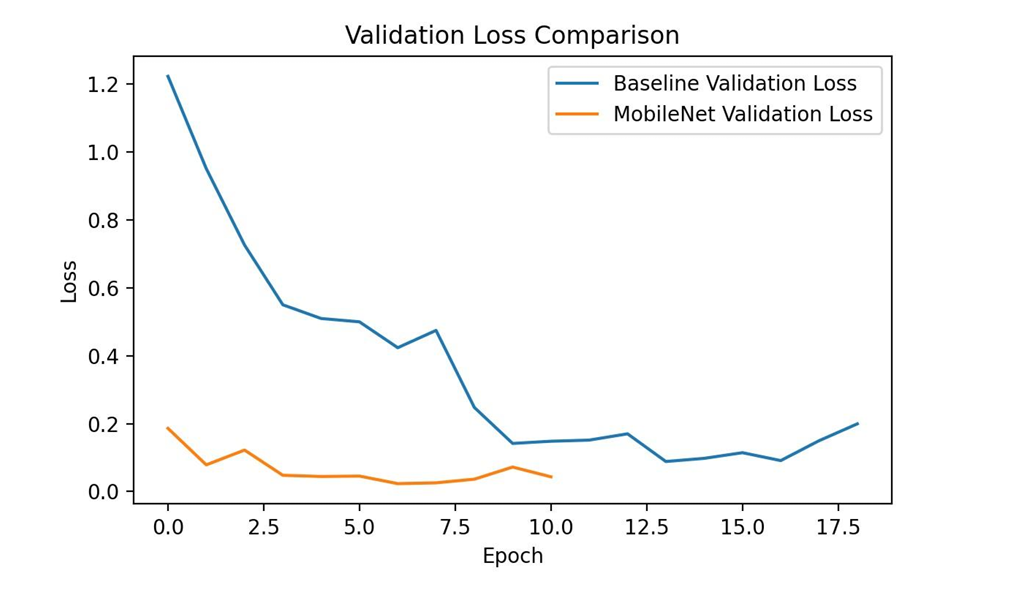 Validation Loss Comparison
Baseline Validation Loss
MobileNet Validation Loss
1.2
1.0
0.8
0.6
0.4
0.2
0.0
Loss
0.0 2.5 5.0 7.5 10.0 12.5 15.0 17.5
Epoch